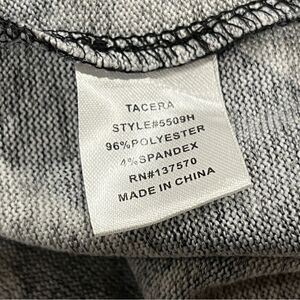 TACERA
STYLE#5509H
96%POLYESTER
4%SPANDEX
RN#137570
MADE IN CHINA